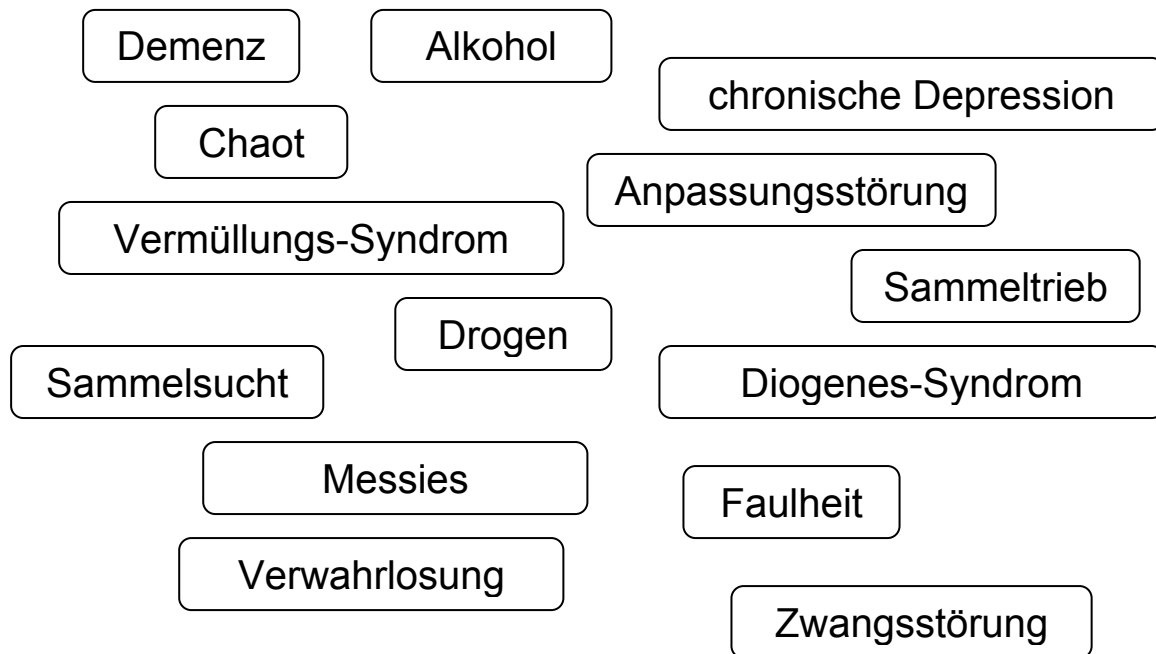 Demenz
Alkohol
chronische Depression
Chaot
Anpassungsstörung
Vermüllungs-Syndrom
Sammeltrieb
Drogen
Sammelsucht
Diogenes-Syndrom
Messies
Faulheit
Verwahrlosung
Zwangsstörung